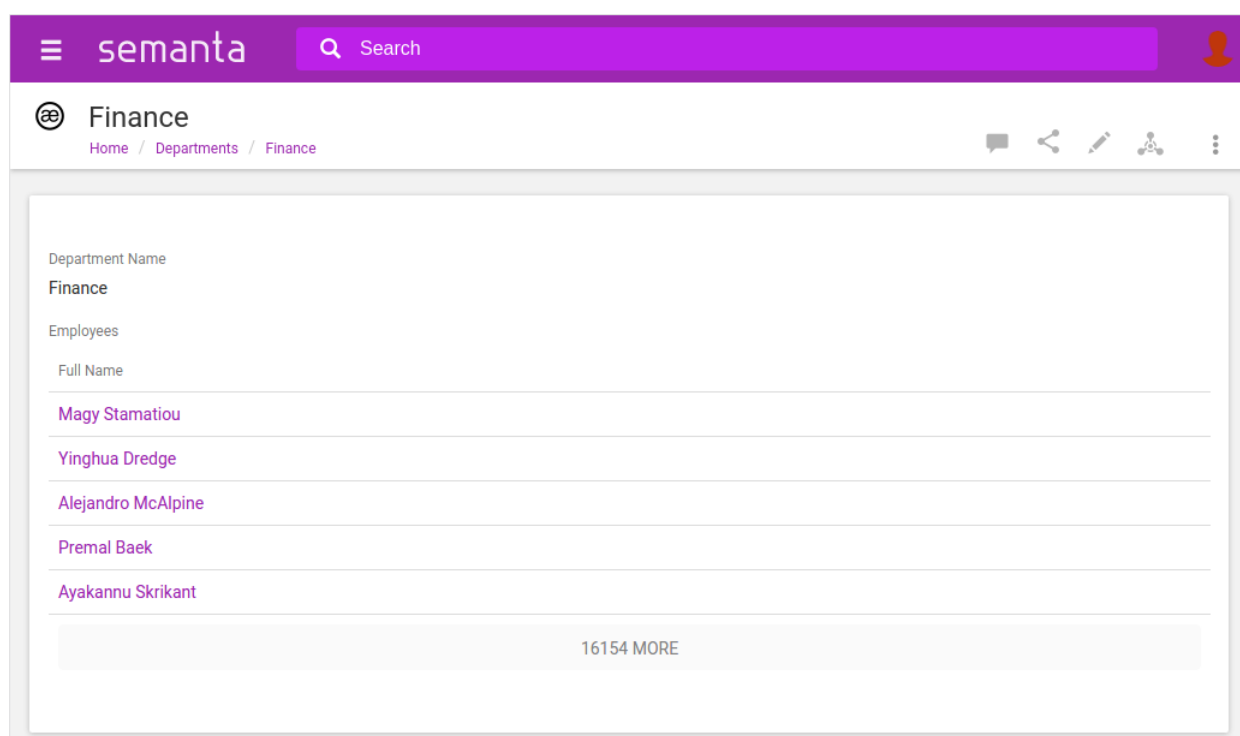 semanta
Search
æ
Finance
Home / Departments / Finance
Department Name
Finance
Employees
Full Name
Magy Stamatiou
Yinghua Dredge
Alejandro McAlpine
Premal Baek
Ayakannu Skrikant
16154 MORE